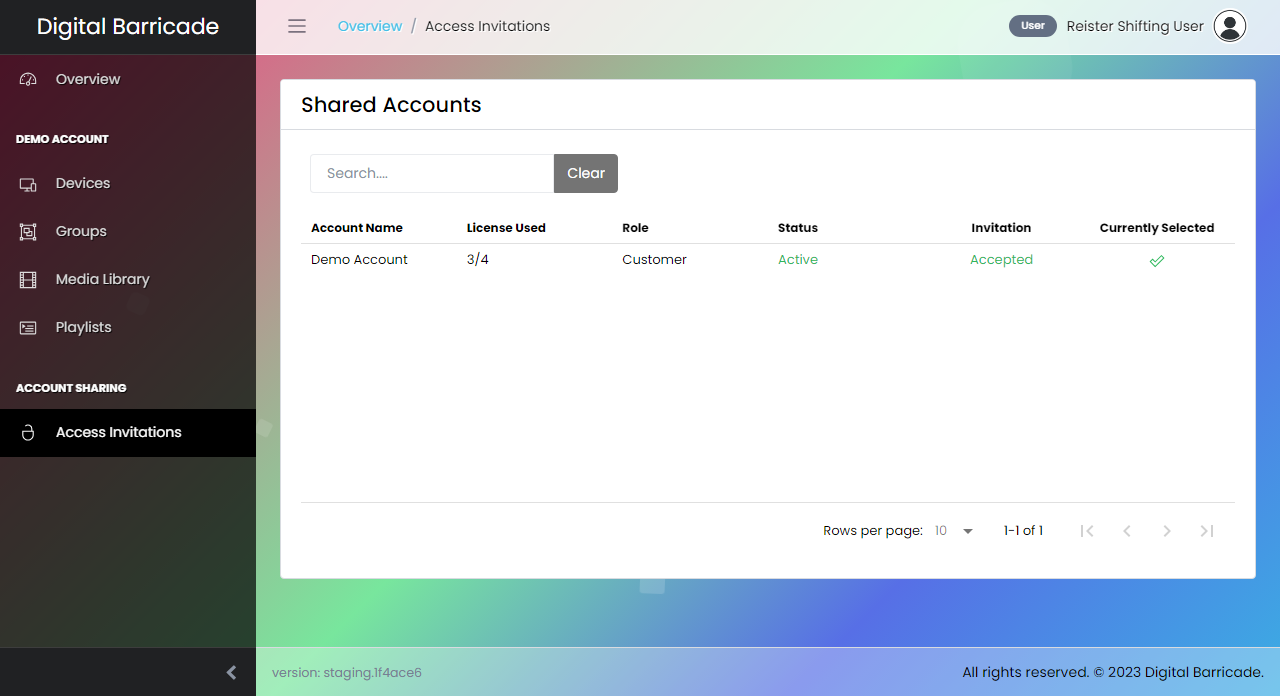 Digital Barricade
Overview / Access Invitations
User
Reister Shifting User
Overview
DEMO ACCOUNT
Devices
Groups
Media Library
Playlists
ACCOUNT SHARING
Access Invitations
Shared Accounts
Search....
Clear
Account Name License Used Role Status Invitation Currently Selected
Demo Account 3/4 Customer Active Accepted
Rows per page: 10 1-1 of 1
version: staging.1f4ace6
All rights reserved. © 2023 Digital Barricade.